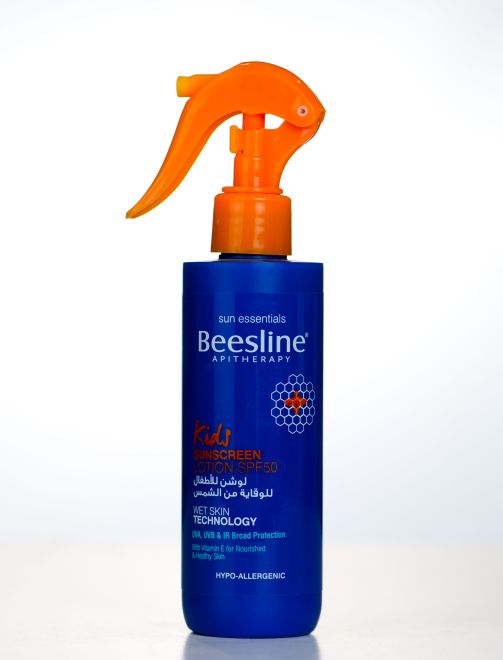 sun essentials
Beesline®
APITHERAPY
Kids
SUNSCREEN
LOTION SPF50
لوشن للأطفال
للوقاية من الشمس
WET SKIN
TECHNOLOGY
UVA, UVB & IR Broad Protection
With Vitamin E for Nourished
& Healthy Skin
HYPO-ALLERGENIC